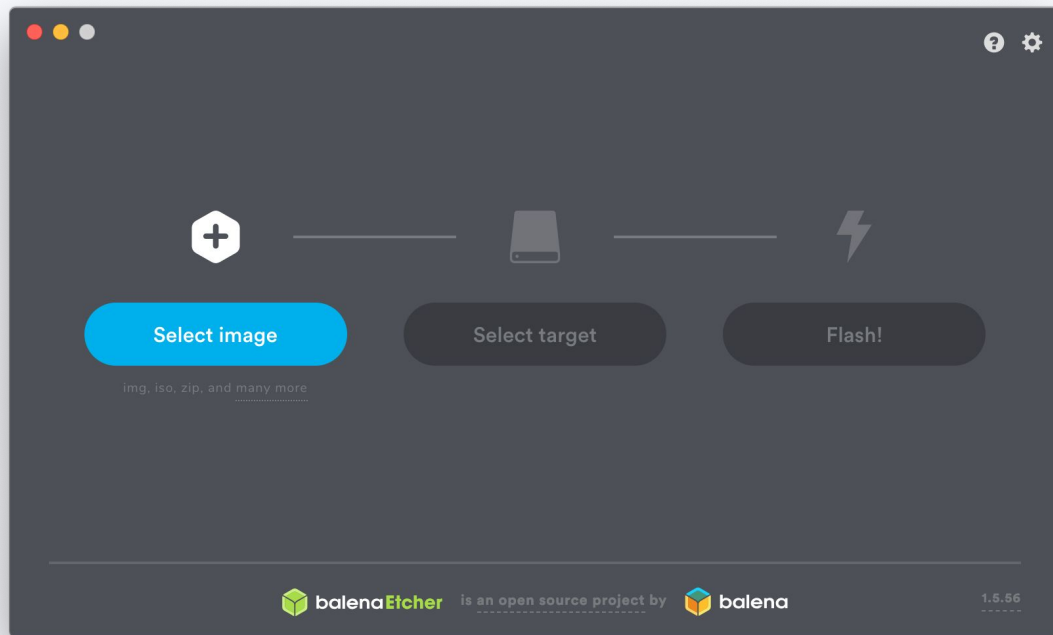 Select image
Select target
Flash!
img, iso, zip, and many more
balenaEtcher is an open source project by balena
1.5.56